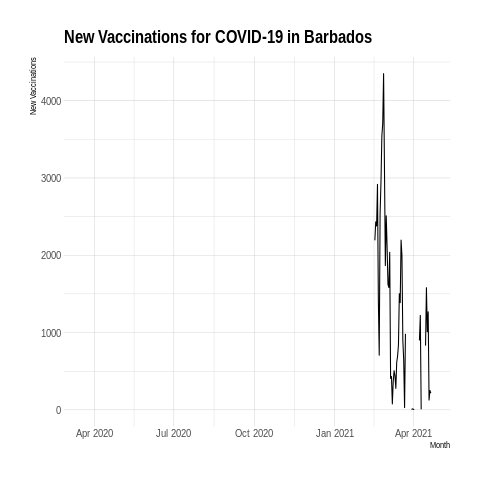 New Vaccinations for COVID-19 in Barbados
New Vaccinations
4000
3000
2000
1000
0
Apr 2020
Jul 2020
Oct 2020
Jan 2021
Apr 2021
Month